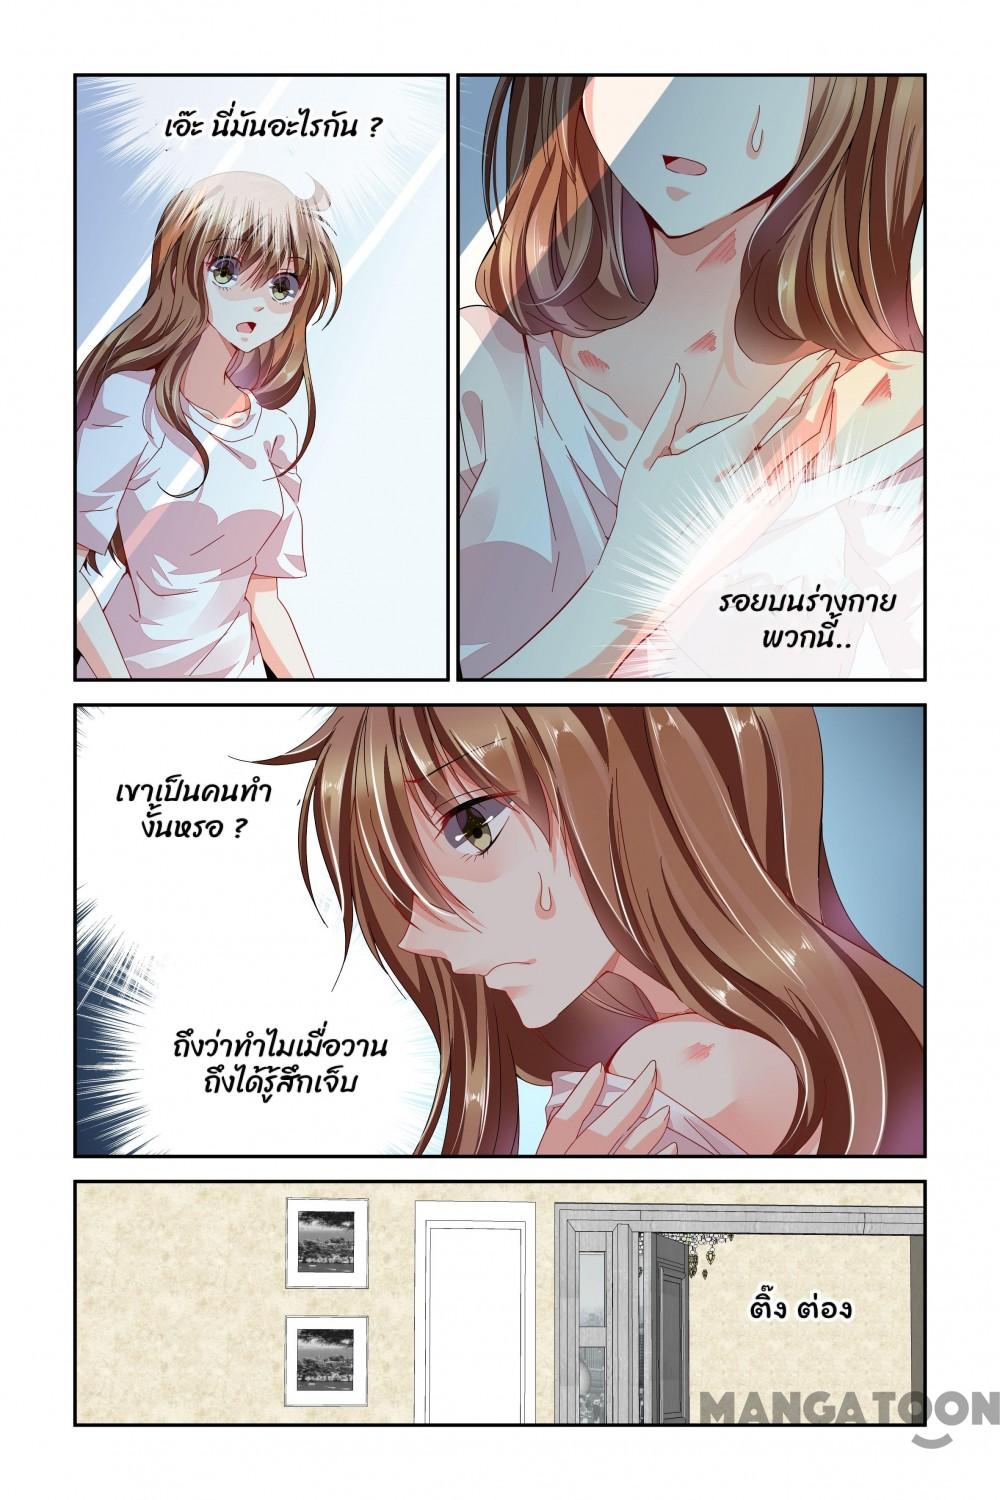 เอ๊ะ นี่มันอะไรกัน ?
รอยบนร่างกาย
พวกนี้..
เขาเป็นคนทำ
งั้นหรอ ?
ถึงว่าทำไมเมื่อวาน
ถึงได้รู้สึกเจ็บ
ติ๊ง ต่อง
MANGATOON